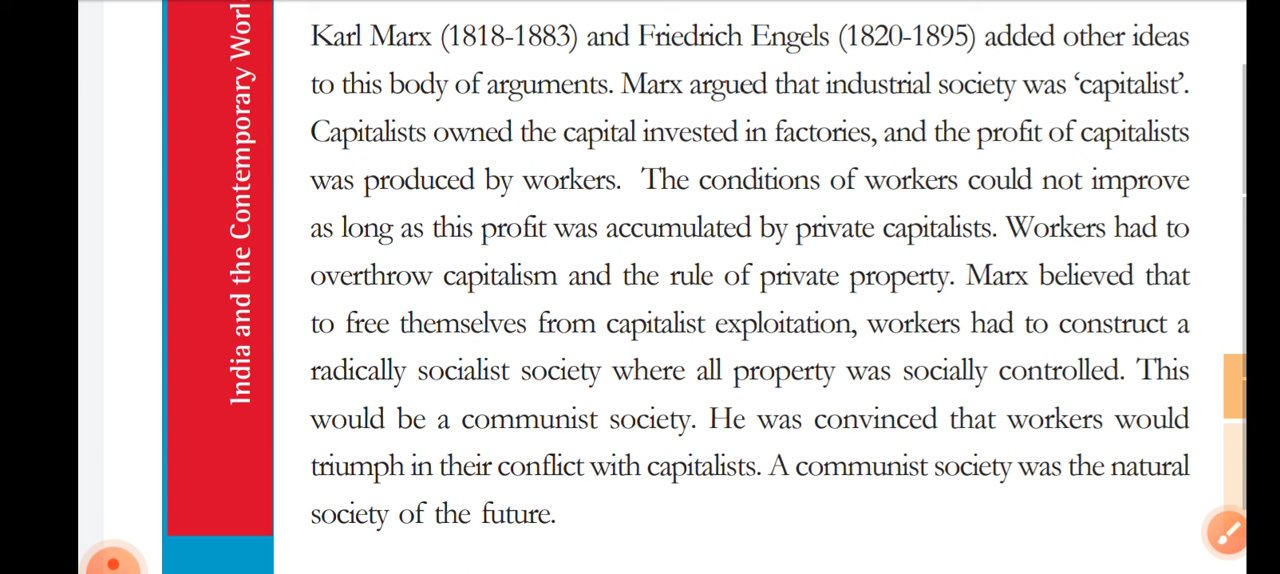 India and the Contemporary Worl
Karl Marx (1818-1883) and Friedrich Engels (1820-1895) added other ideas
to this body of arguments. Marx argued that industrial society was ‘capitalist’.
Capitalists owned the capital invested in factories, and the profit of capitalists
was produced by workers.  The conditions of workers could not improve
as long as this profit was accumulated by private capitalists. Workers had to
overthrow capitalism and the rule of private property. Marx believed that
to free themselves from capitalist exploitation, workers had to construct a
radically socialist society where all property was socially controlled. This
would be a communist society. He was convinced that workers would
triumph in their conflict with capitalists. A communist society was the natural
society of the future.